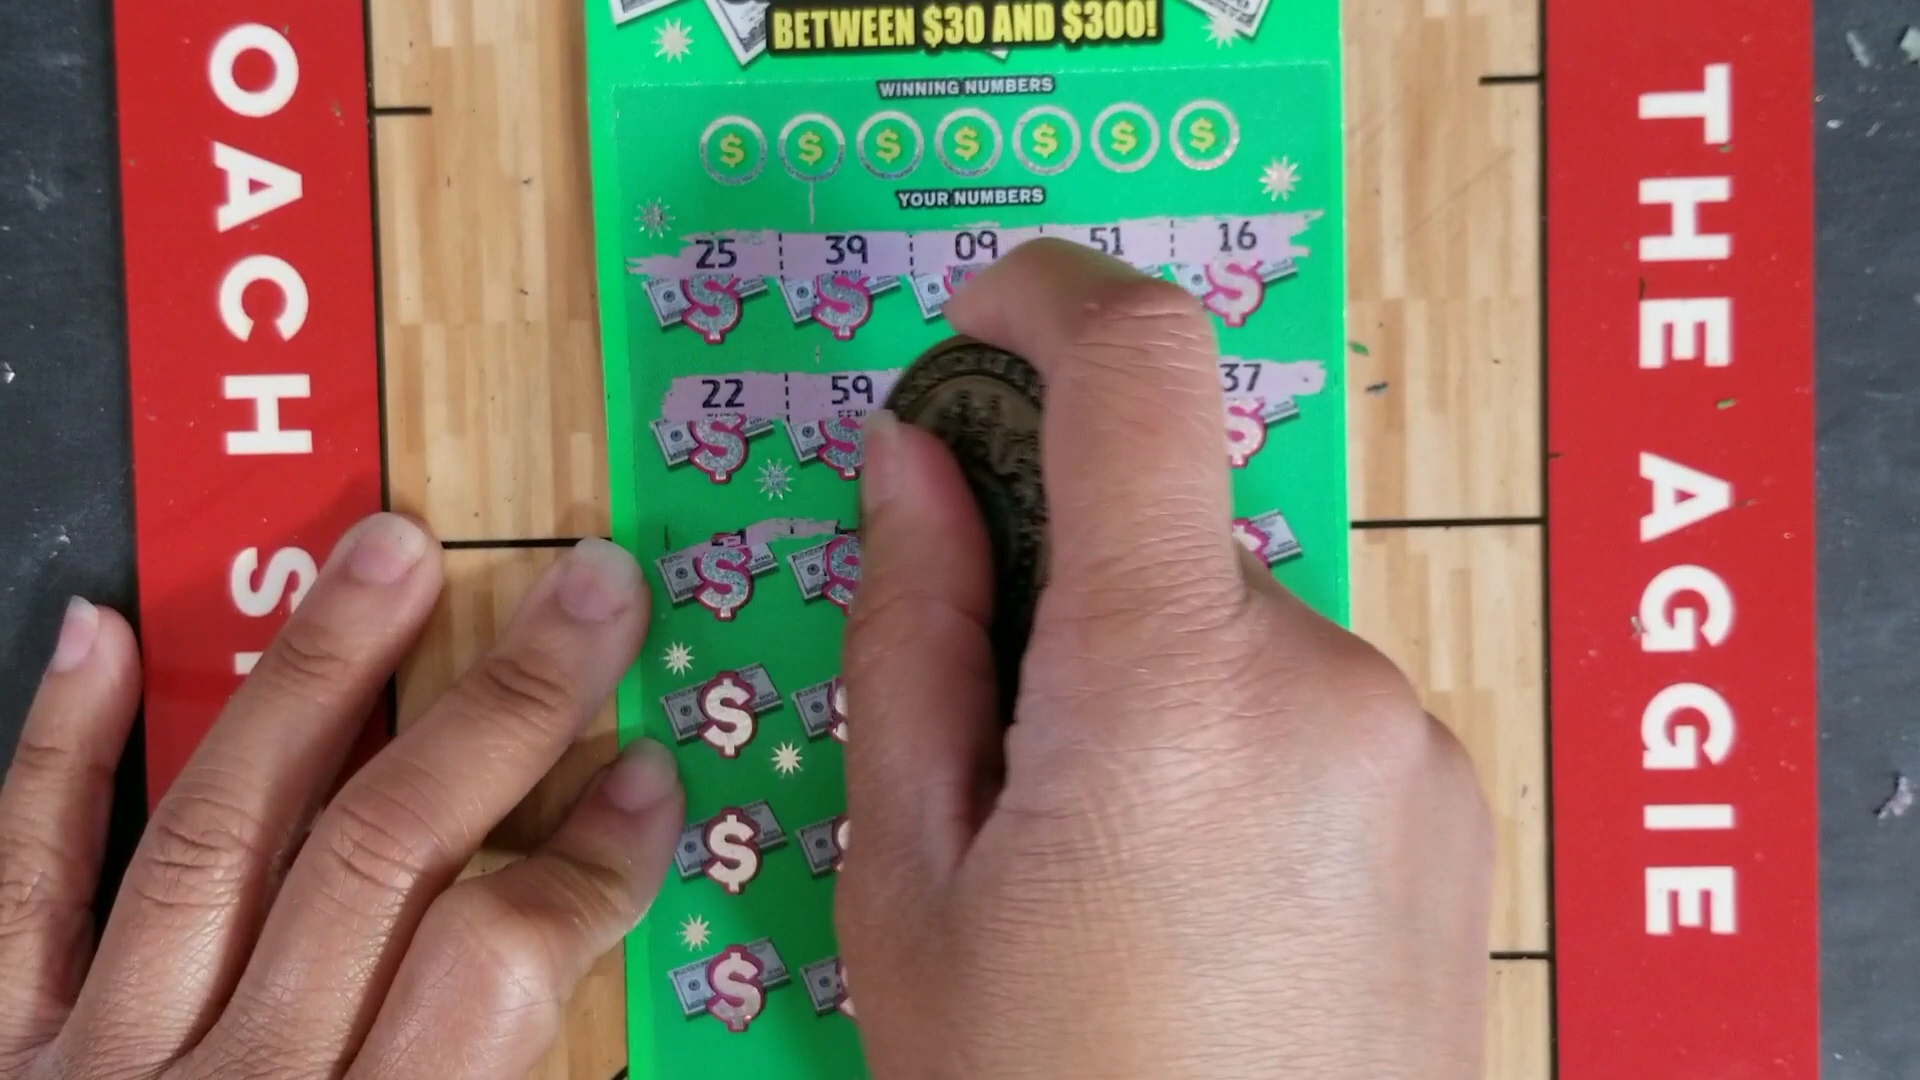 BETWEEN $30 AND $300!
WINNING NUMBERS
$ $ $ $ $ $ $
YOUR NUMBERS
25 39 09 51 16
22 59 37
OACH
THE AGGIE